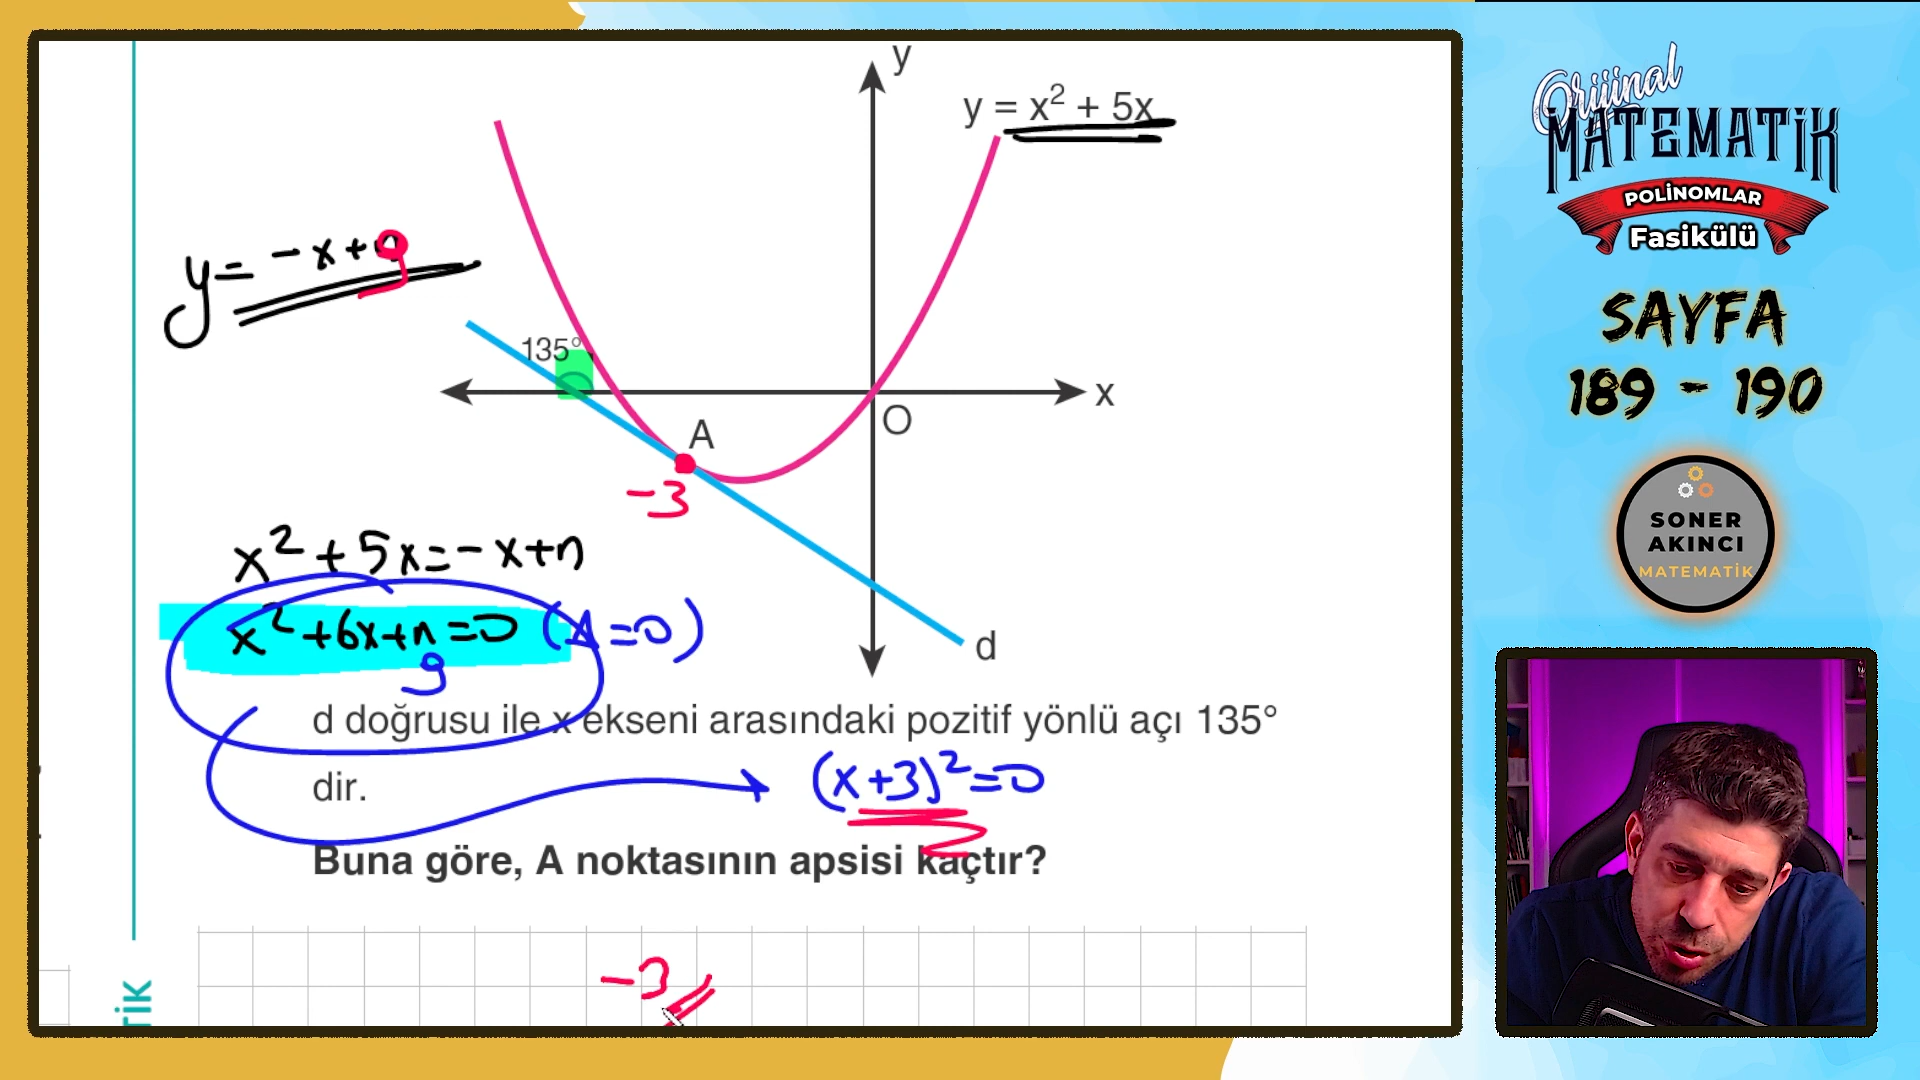 y
y = x² + 5x
y = -x + n
135°
x
O
A
-3
x² + 5x = -x + n
x² + 6x + n = 0 (Δ = 0)
9
d
d doğrusu ile x ekseni arasındaki pozitif yönlü açı 135°
dir.
(x+3)² = 0
Buna göre, A noktasının apsisi kaçtır?
-3
TİK
Orijinal
MATEMATİK
POLİNOMLAR
Fasikülü
SAYFA
189 - 190
SONER
AKINCI
MATEMATİK